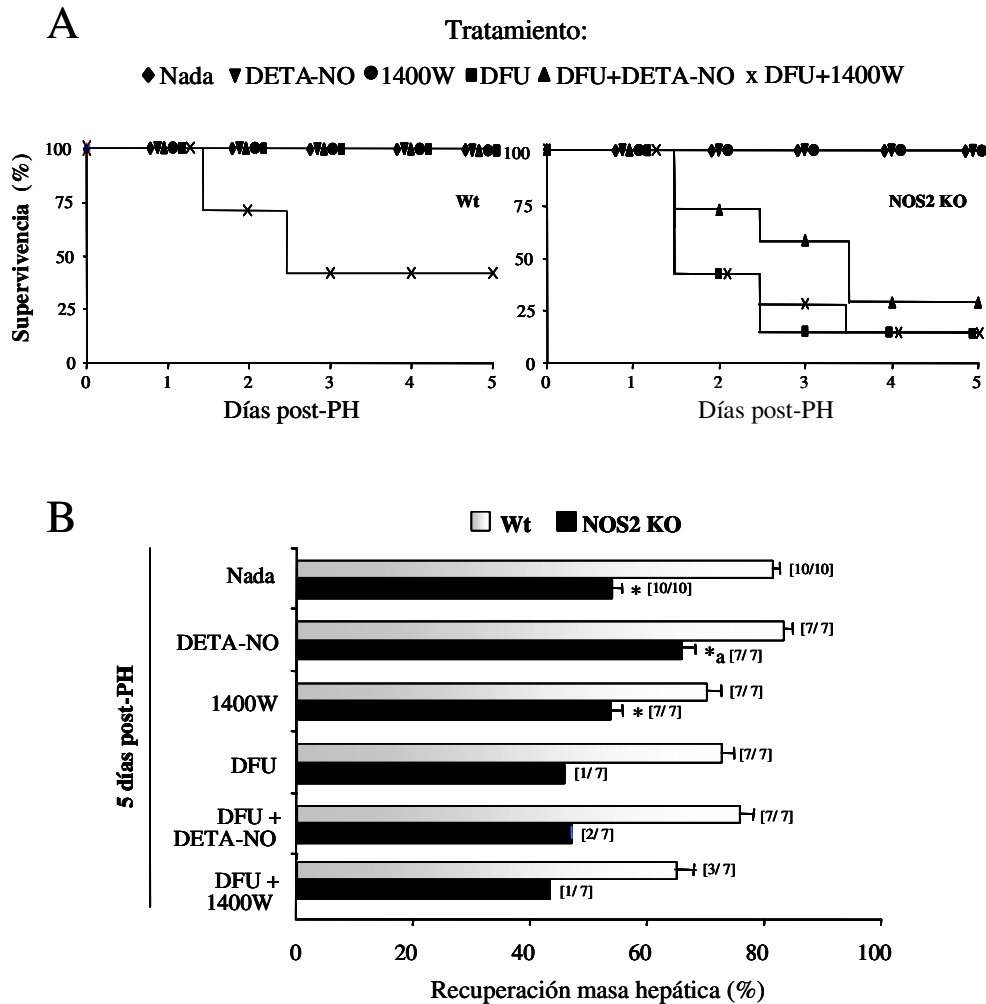 A
Tratamiento:
Nada DETA-NO 1400W DFU DFU+DETA-NO x DFU+1400W
Supervivencia (%)
100
75
50
25
0
Wt
0 1 2 3 4 5
Días post-PH
100
75
50
25
0
NOS2 KO
0 1 2 3 4 5
Días post-PH
B
Wt NOS2 KO
5 días post-PH
Nada
[10/10]
* [10/10]
DETA-NO
[7/ 7]
*a [7/ 7]
1400W
[7/ 7]
* [7/ 7]
DFU
[7/ 7]
[1/ 7]
DFU +
DETA-NO
[7/ 7]
[2/ 7]
DFU +
1400W
[3/ 7]
[1/ 7]
0 20 40 60 80 100
Recuperación masa hepática (%)